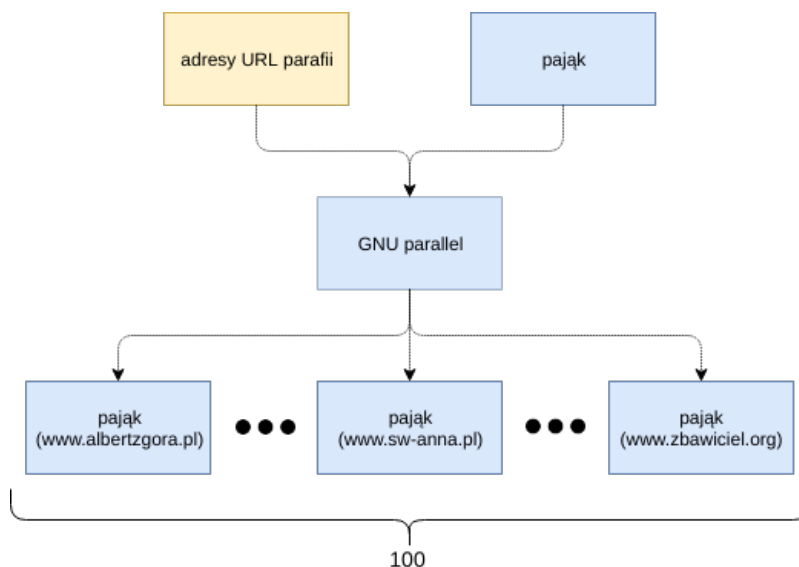 adresy URL parafii
pająk
GNU parallel
pająk
(www.albertzgora.pl)
pająk
(www.sw-anna.pl)
pająk
(www.zbawiciel.org)
100